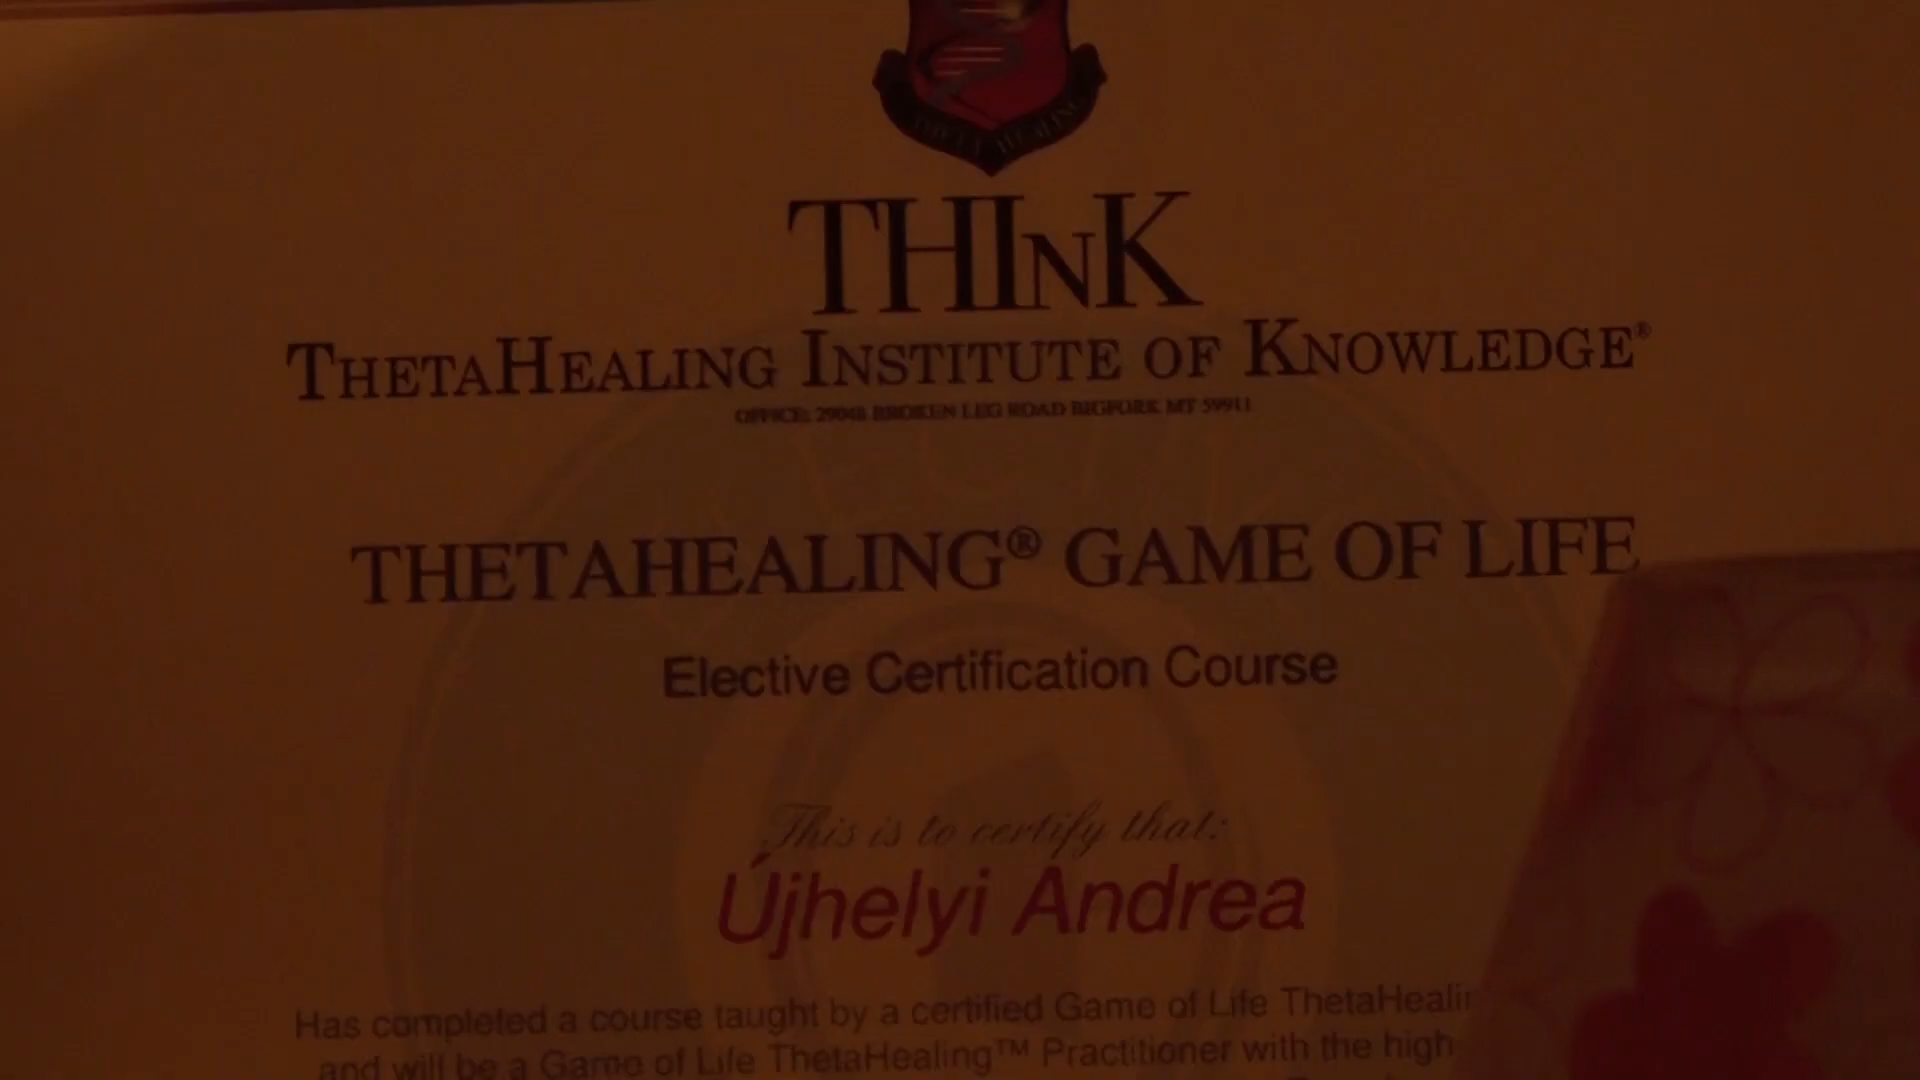 THInK
THETAHEALING INSTITUTE OF KNOWLEDGE®
OFFICE: 29048 BROKEN LEG ROAD BIGFORK MT 59911
THETAHEALING® GAME OF LIFE
Elective Certification Course
This is to certify that:
Újhelyi Andrea
Has completed a course taught by a certified Game of Life ThetaHealin
and will be a Game of Life ThetaHealing™ Practitioner with the high